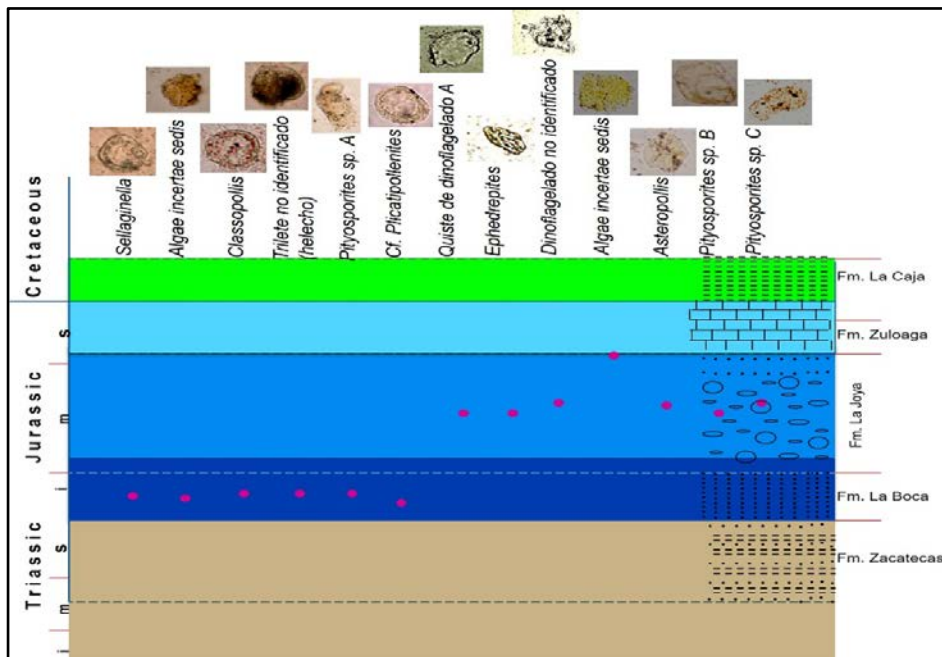 Sellaginella
Algae incertae sedis
Classopollis
Trilete no identificado
(helecho)
Pityosporites sp. A
Cf. Plicatipollenites
Quiste de dinoflagelado A
Ephedrepites
Dinoflagelado no identificado
Algae incertae sedis
Asteropollis
Pityosporites sp. B
Pityosporites sp. C
Cretaceous
Jurassic
s
m
i
Triassic
s
m
i
Fm. La Caja
Fm. Zuloaga
Fm. La Joya
Fm. La Boca
Fm. Zacatecas